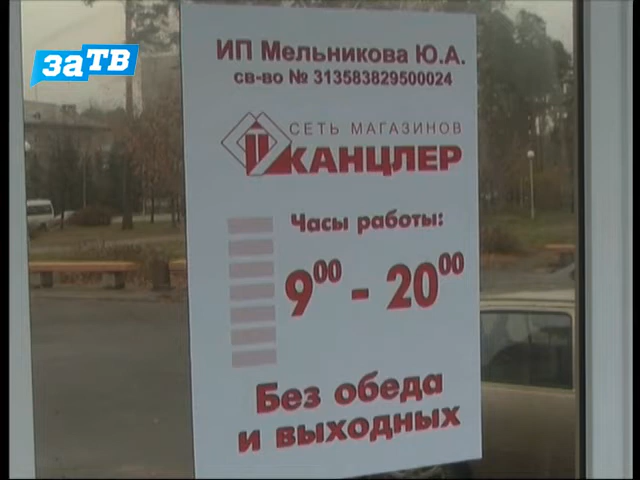 заТВ
ИП Мельникова Ю.А.
св-во № 313583829500024
СЕТЬ МАГАЗИНОВ
КАНЦЛЕР
Часы работы:
9⁰⁰ - 20⁰⁰
Без обеда
и выходных